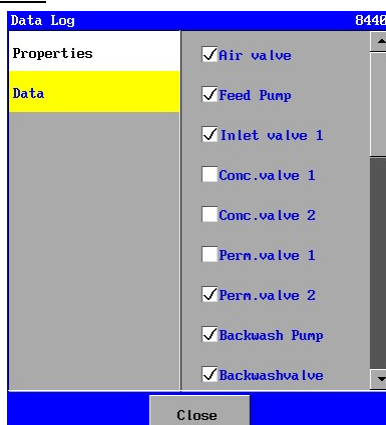 Data Log 8440
Properties
Data
Air valve
Feed Pump
Inlet valve 1
Conc.valve 1
Conc.valve 2
Perm.valve 1
Perm.valve 2
Backwash Pump
Backwashvalve
Close